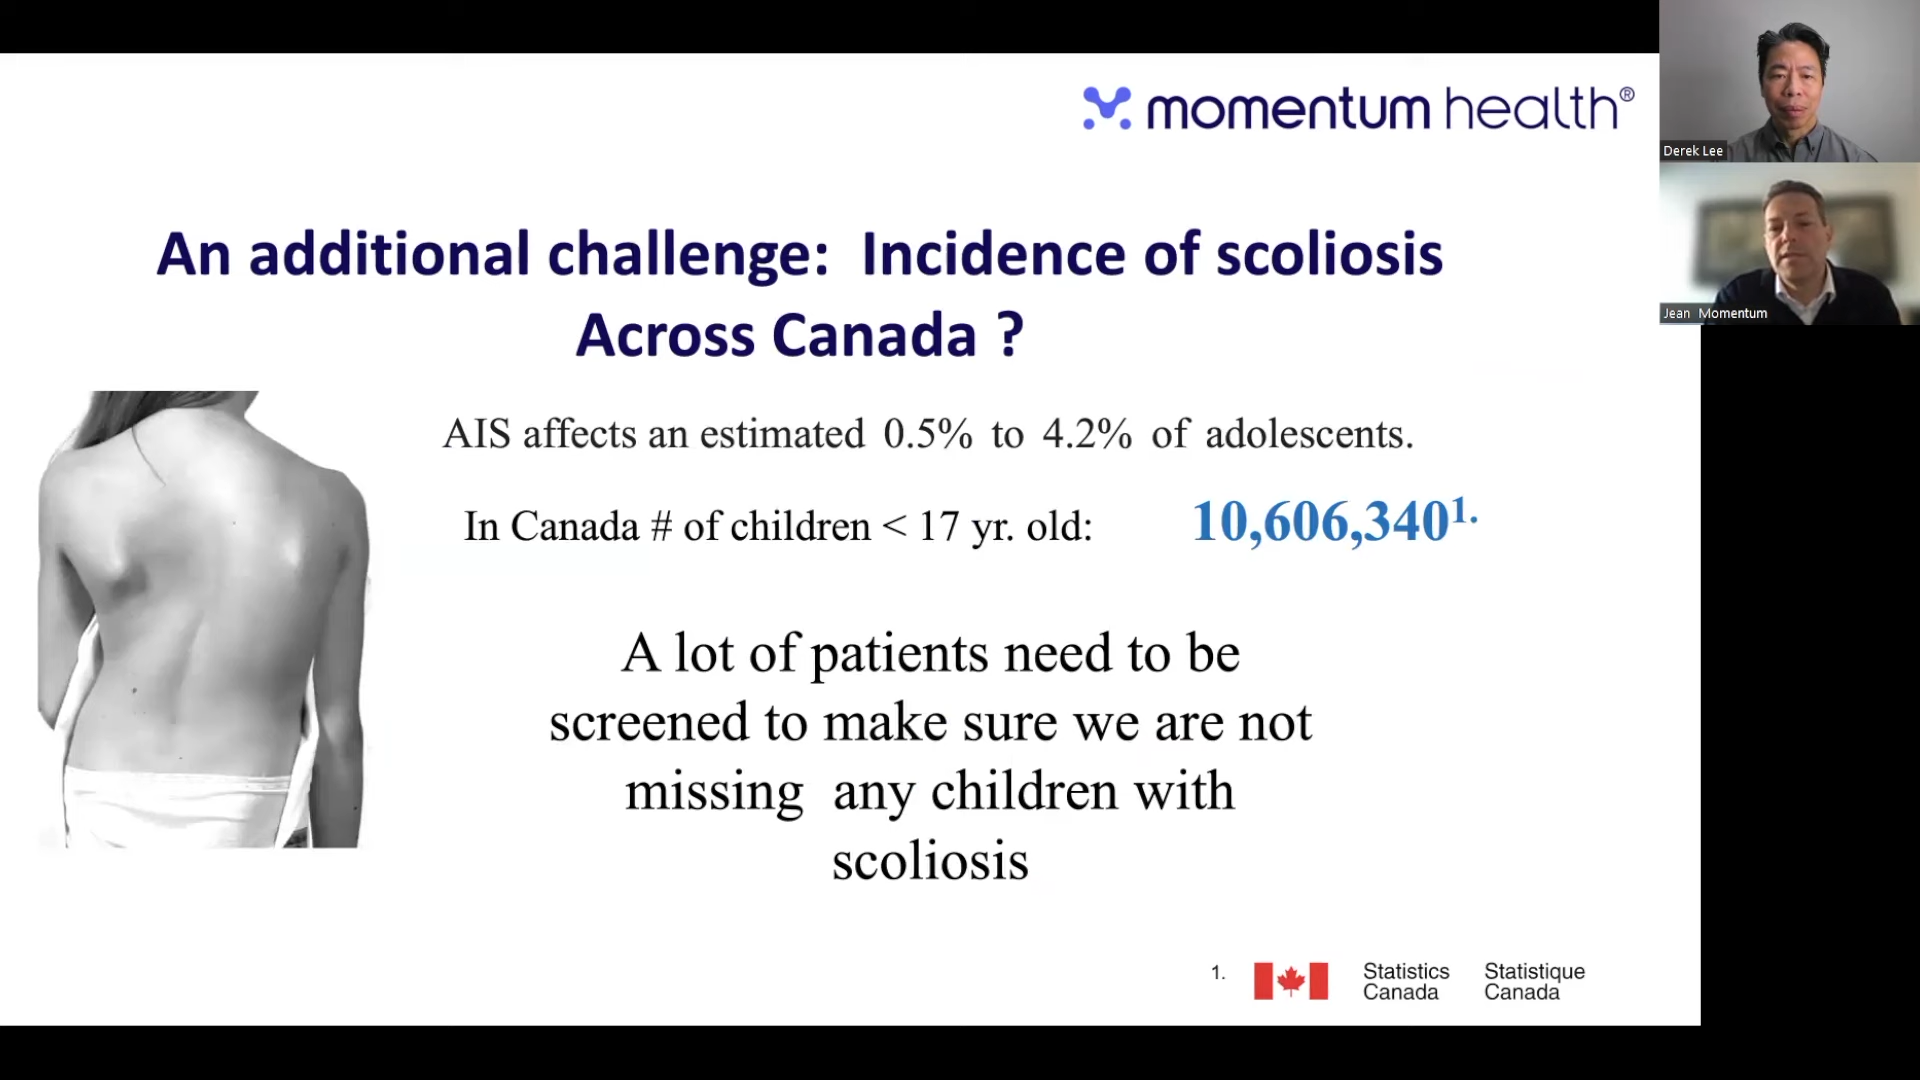 momentum health®
An additional challenge: Incidence of scoliosis
Across Canada ?
AIS affects an estimated 0.5% to 4.2% of adolescents.
In Canada # of children < 17 yr. old: 10,606,340¹·
A lot of patients need to be
screened to make sure we are not
missing any children with
scoliosis
1.
Statistics
Canada
Statistique
Canada
Derek Lee
Jean Momentum